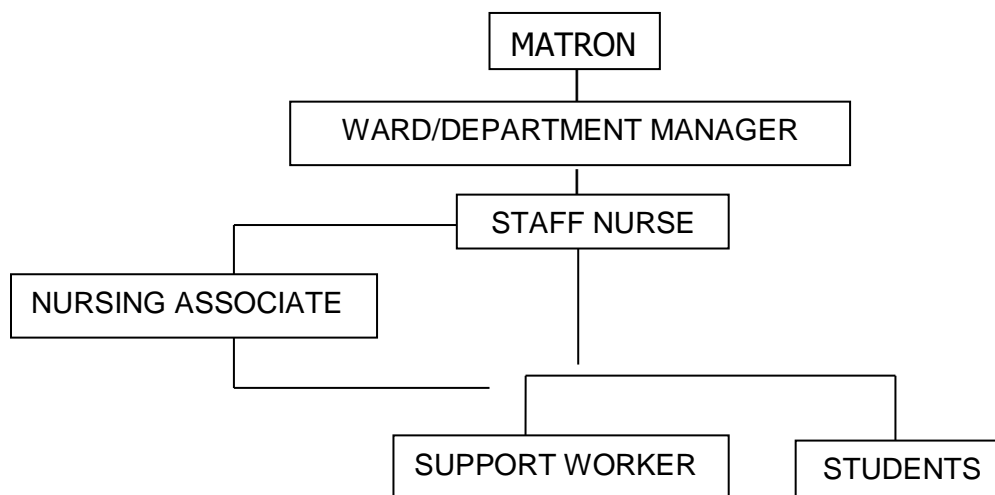 MATRON
WARD/DEPARTMENT MANAGER
STAFF NURSE
NURSING ASSOCIATE
SUPPORT WORKER
STUDENTS